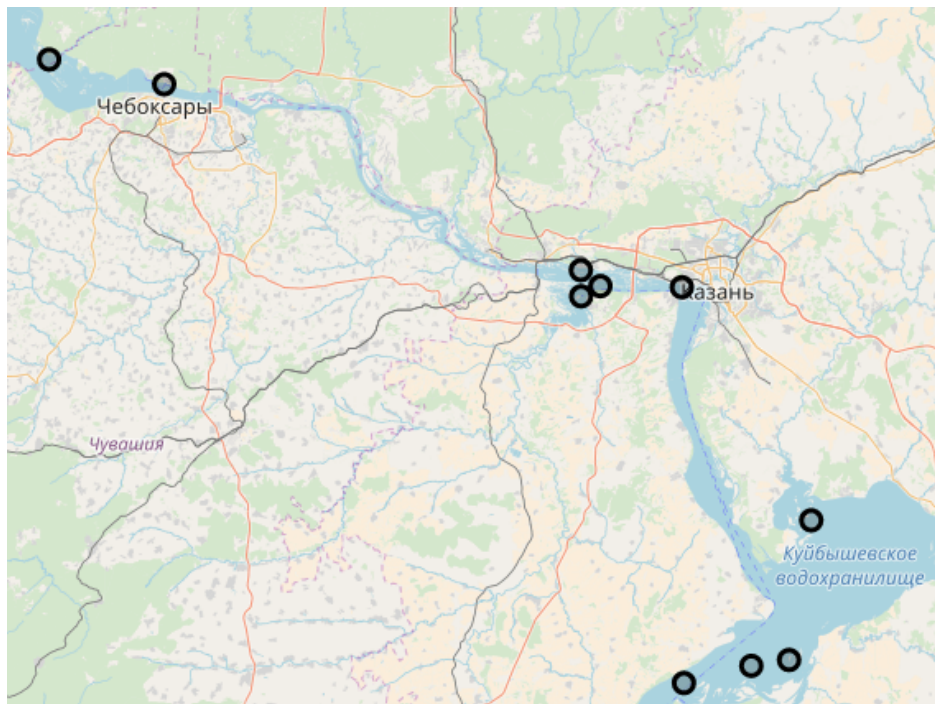 Чебоксары
Казань
Чувашия
Куйбышевское
водохранилище